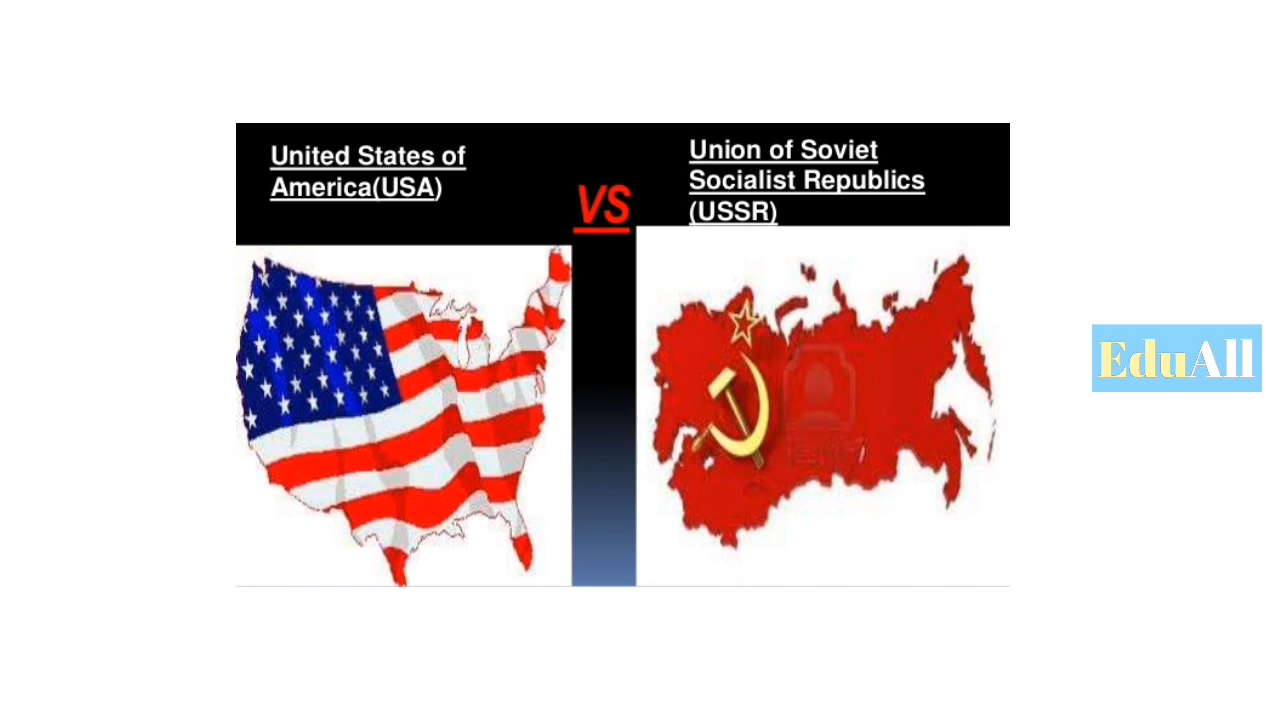 United States of
America(USA)
VS
Union of Soviet
Socialist Republics
(USSR)
EduAll